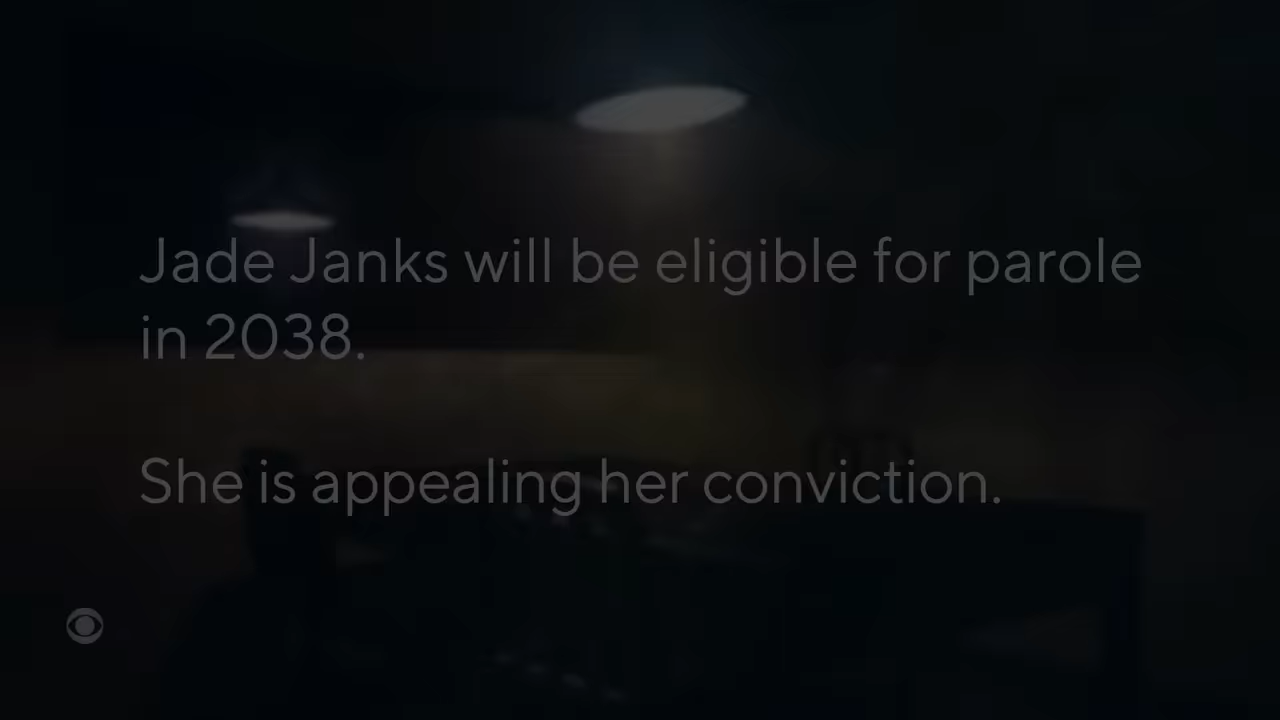 Jade Janks will be eligible for parole
in 2038.
She is appealing her conviction.